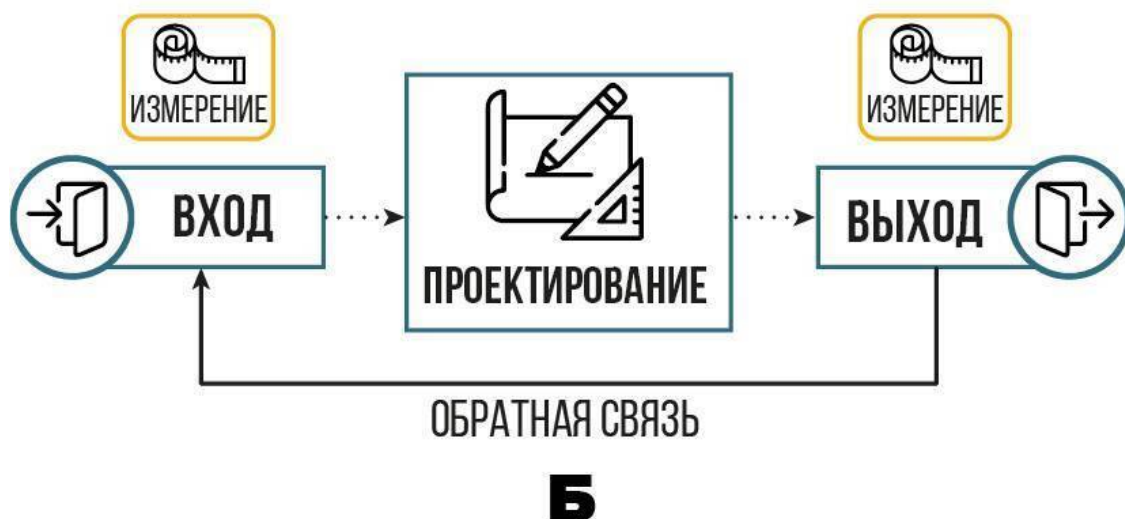 ИЗМЕРЕНИЕ
ИЗМЕРЕНИЕ
ВХОД
ПРОЕКТИРОВАНИЕ
ВЫХОД
ОБРАТНАЯ СВЯЗЬ
Б